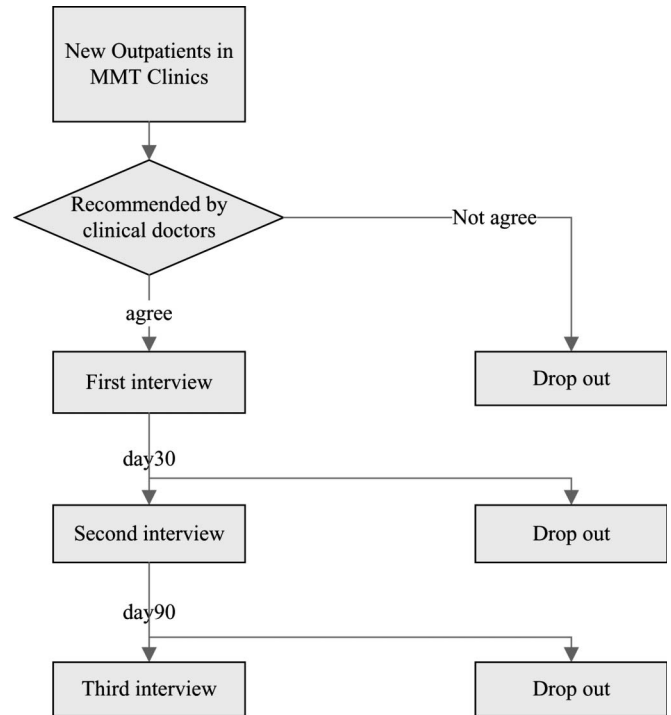 New Outpatients in
MMT Clinics
Recommended by
clinical doctors
Not agree
agree
First interview
Drop out
day30
Second interview
Drop out
day90
Third interview
Drop out